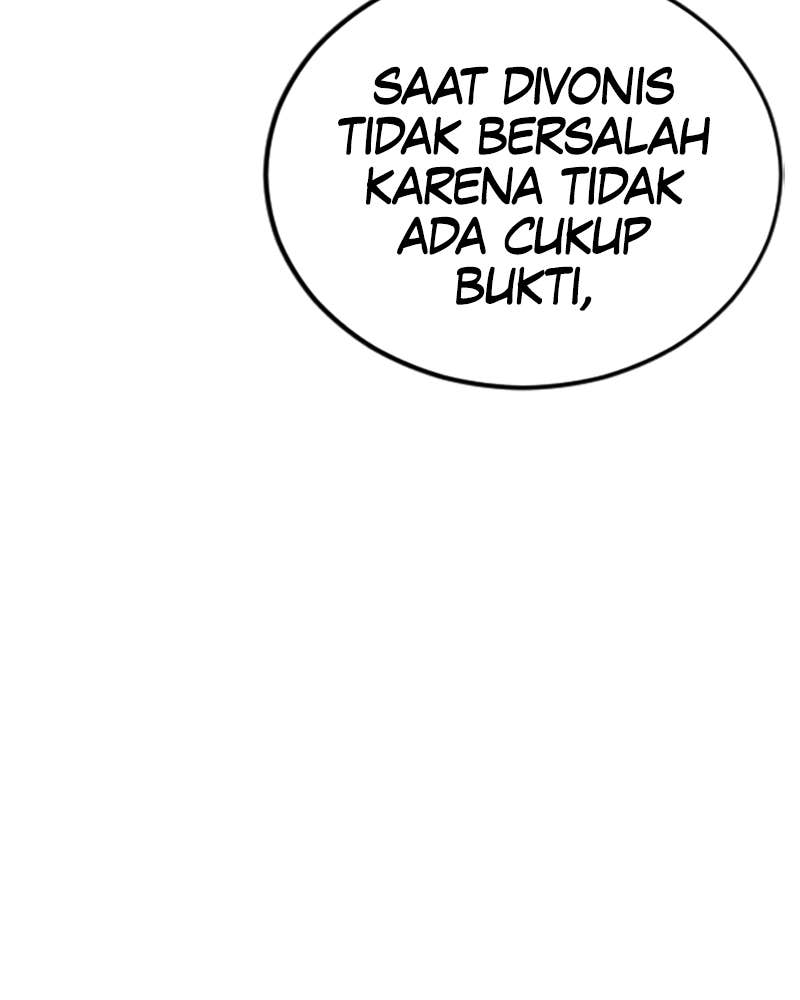 SAAT DIVONIS
TIDAK BERSALAH
KARENA TIDAK
ADA CUKUP
BUKTI,